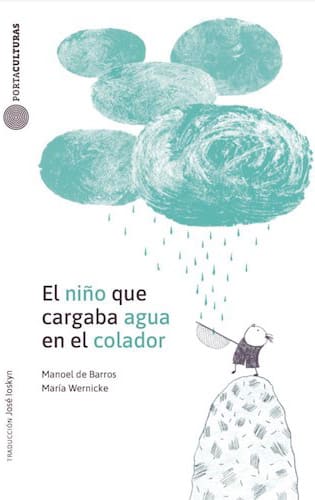 PORTACULTURAS
El niño que
cargaba agua
en el colador
Manoel de Barros
María Wernicke
TRADUCCIÓN José Ioskyn